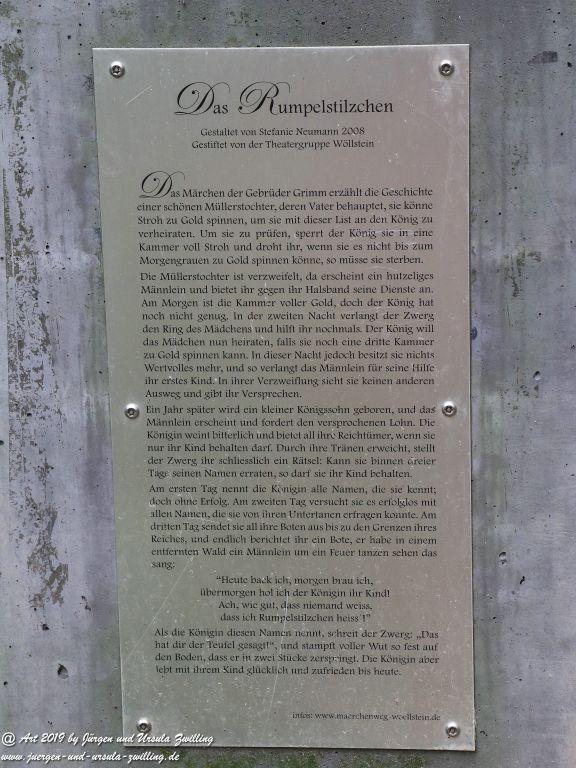 Das Rumpelstilzchen
Gestaltet von Stefanie Neumann 2008
Gestiftet von der Theatergruppe Wöllstein
Das Märchen der Gebrüder Grimm erzählt die Geschichte
einer schönen Müllerstochter, deren Vater behauptet, sie könne
Stroh zu Gold spinnen, um sie mit dieser List an den König zu
verheiraten. Um sie zu prüfen, sperrt der König sie in eine
Kammer voll Stroh und droht ihr, wenn sie es nicht bis zum
Morgengrauen zu Gold spinnen könne, so müsse sie sterben.
Die Müllerstochter ist verzweifelt, da erscheint ein hutzeliges
Männlein und bietet ihr gegen ihr Halsband seine Dienste an.
Am Morgen ist die Kammer voller Gold, doch der König hat
noch nicht genug. In der zweiten Nacht verlangt der Zwerg
den Ring des Mädchens und hilft ihr nochmals. Der König will
das Mädchen nun heiraten, falls sie noch eine dritte Kammer
zu Gold spinnen kann. In dieser Nacht jedoch besitzt sie nichts
Wertvolles mehr, und so verlangt das Männlein für seine Hilfe
ihr erstes Kind. In ihrer Verzweiflung sieht sie keinen anderen
Ausweg und gibt ihr Versprechen.
Ein Jahr später wird ein kleiner Königssohn geboren, und das
Männlein erscheint und fordert den versprochenen Lohn. Die
Königin weint bitterlich und bietet all ihre Reichtümer, wenn sie
nur ihr Kind behalten darf. Durch ihre Tränen erweicht, stellt
der Zwerg ihr schliesslich ein Rätsel: Kann sie binnen dreier
Tage seinen Namen erraten, so darf sie ihr Kind behalten.
Am ersten Tag nennt die Königin alle Namen, die sie kennt;
doch ohne Erfolg. Am zweiten Tag versucht sie es erfolglos mit
allen Namen, die sie von ihren Untertanen erfragen konnte. Am
dritten Tag sendet sie all ihre Boten aus bis zu den Grenzen ihres
Reiches, und endlich berichtet ihr ein Bote, er habe in einem
entfernten Wald ein Männlein um ein Feuer tanzen sehen das
sang:
“Heute back ich, morgen brau ich,
übermorgen hol ich der Königin ihr Kind!
Ach, wie gut, dass niemand weiss,
dass ich Rumpelstilzchen heiss´!”
Als die Königin diesen Namen nennt, schreit der Zwerg: „Das
hat dir der Teufel gesagt!“, und stampft voller Wut so fest auf
den Boden, dass er in zwei Stücke zerspringt. Die Königin aber
lebt mit ihrem Kind glücklich und zufrieden bis heute.
infos: www.maerchenweg-woellstein.de
@ Art 2019 by Jürgen und Ursula Zwilling
www.juergen-und-ursula-zwilling.de